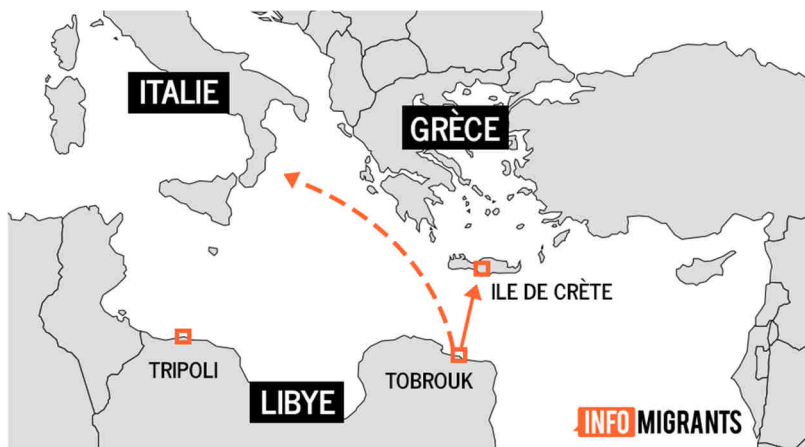 ITALIE
GRÈCE
ILE DE CRÈTE
TRIPOLI
TOBROUK
LIBYE
INFOMIGRANTS